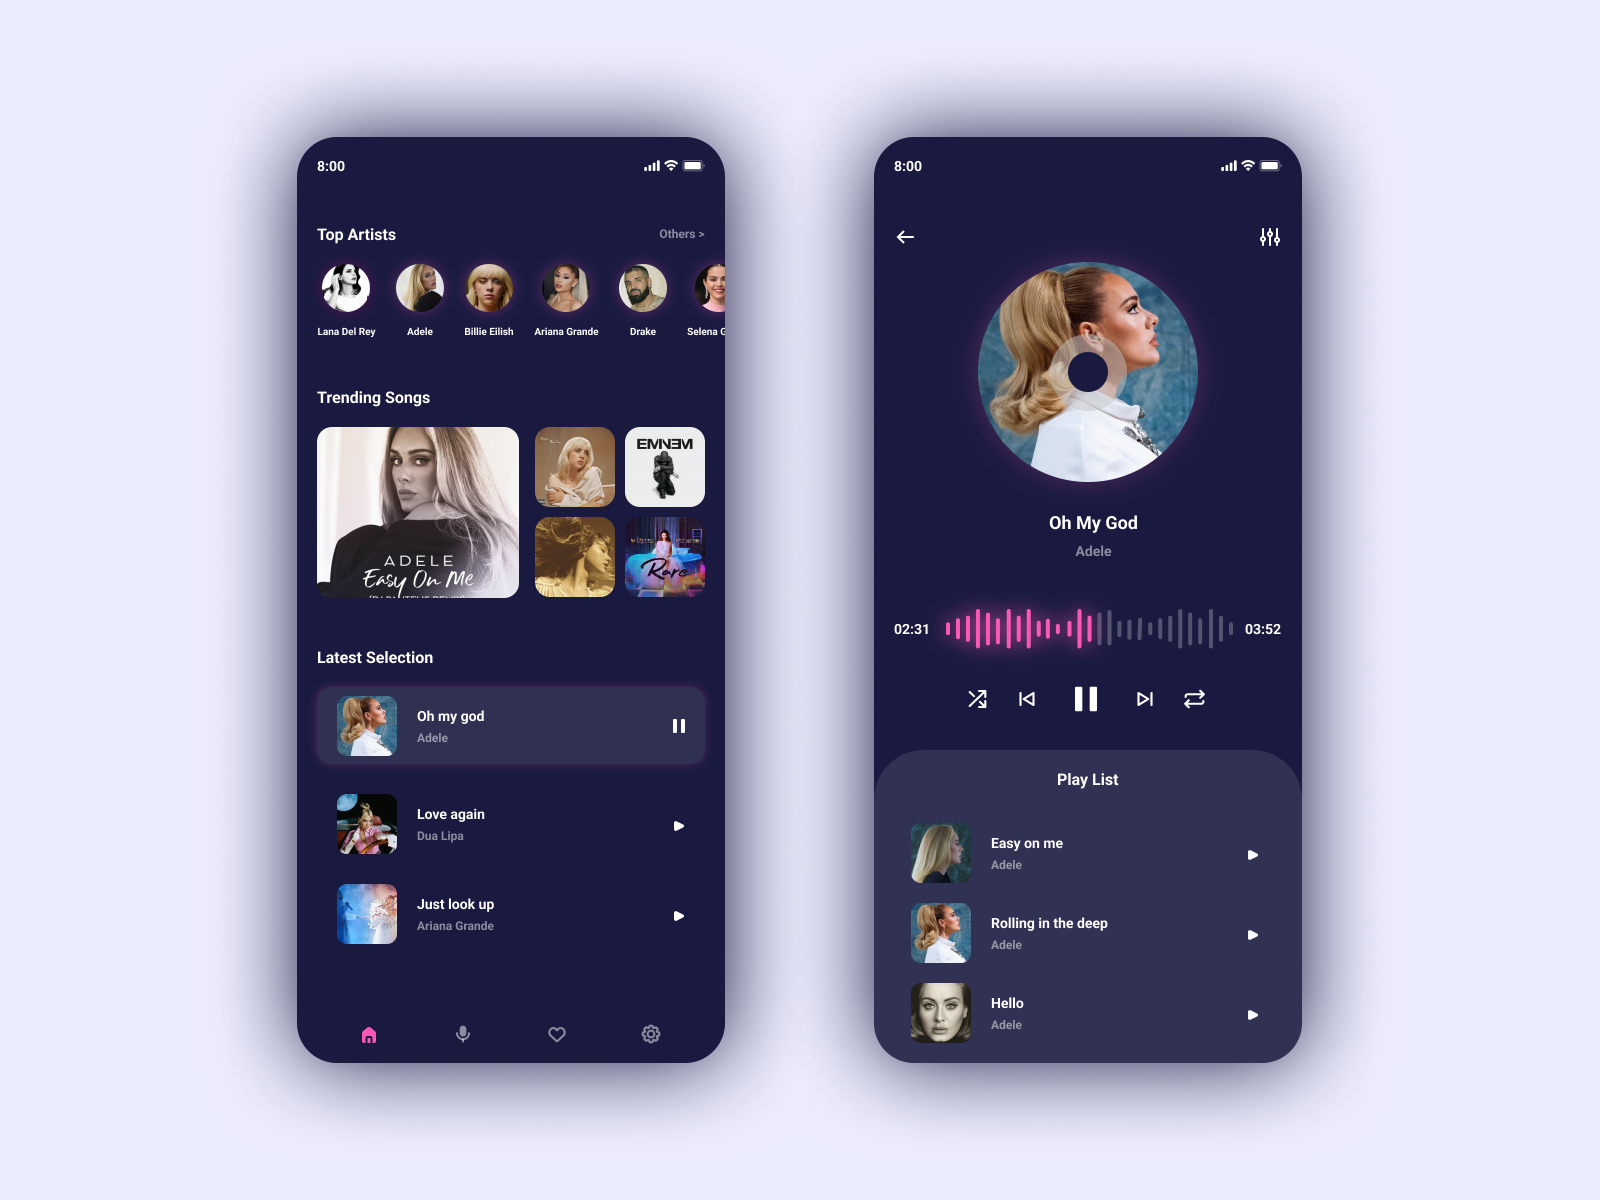 8:00
Top Artists
Others >
Lana Del Rey
Adele
Billie Eilish
Ariana Grande
Drake
Selena G
Trending Songs
EMINEM
ADELE
Easy On Me
Rare
Latest Selection
Oh my god
Adele
Love again
Dua Lipa
Just look up
Ariana Grande
8:00
Oh My God
Adele
02:31
03:52
Play List
Easy on me
Adele
Rolling in the deep
Adele
Hello
Adele